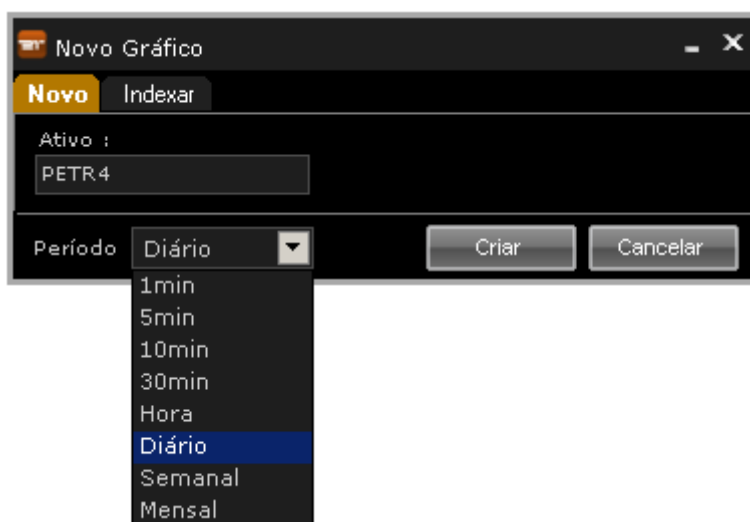 Novo Gráfico
Novo Indexar
Ativo :
PETR4
Período Diário Criar Cancelar
1min
5min
10min
30min
Hora
Diário
Semanal
Mensal